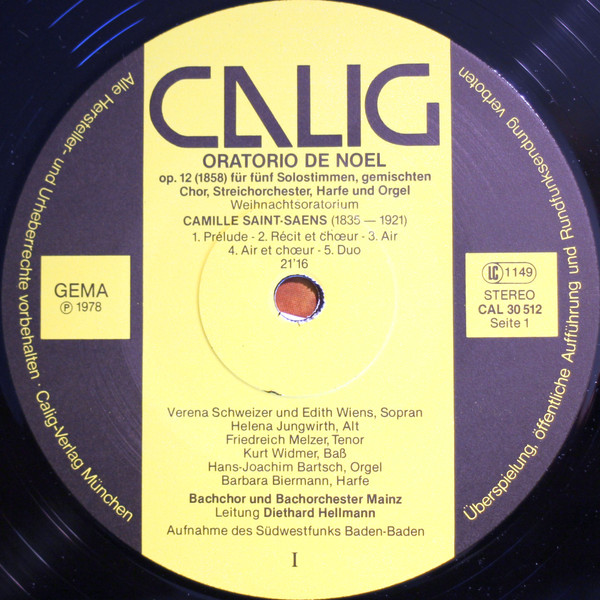 CALIG
ORATORIO DE NOEL
op. 12 (1858) für fünf Solostimmen, gemischten
Chor, Streichorchester, Harfe und Orgel
Weihnachtsoratorium
CAMILLE SAINT-SAENS (1835 — 1921)
1. Prélude - 2. Récit et chœur - 3. Air
4. Air et chœur - 5. Duo
21'16
GEMA
Ⓟ 1978
LC 1149
STEREO
CAL 30 512
Seite 1
Verena Schweizer und Edith Wiens, Sopran
Helena Jungwirth, Alt
Friedreich Melzer, Tenor
Kurt Widmer, Baß
Hans-Joachim Bartsch, Orgel
Barbara Biermann, Harfe
Bachchor und Bachorchester Mainz
Leitung Diethard Hellmann
Aufnahme des Südwestfunks Baden-Baden
I
Alle Hersteller- und Urheberrechte vorbehalten · Calig-Verlag München
Überspielung, öffentliche Aufführung und Rundfunksendung verboten